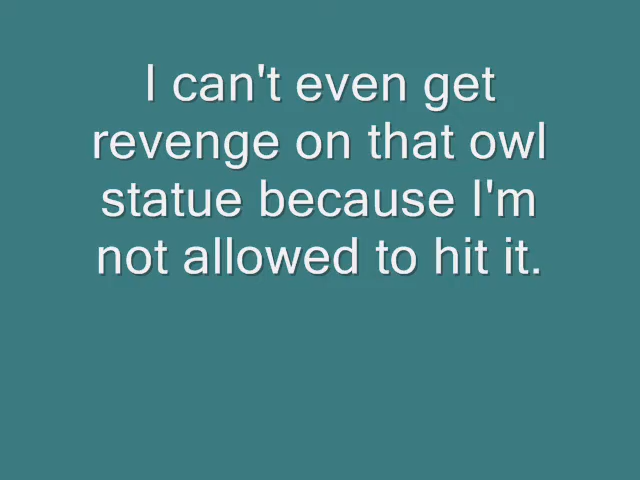 I can't even get
revenge on that owl
statue because I'm
not allowed to hit it.